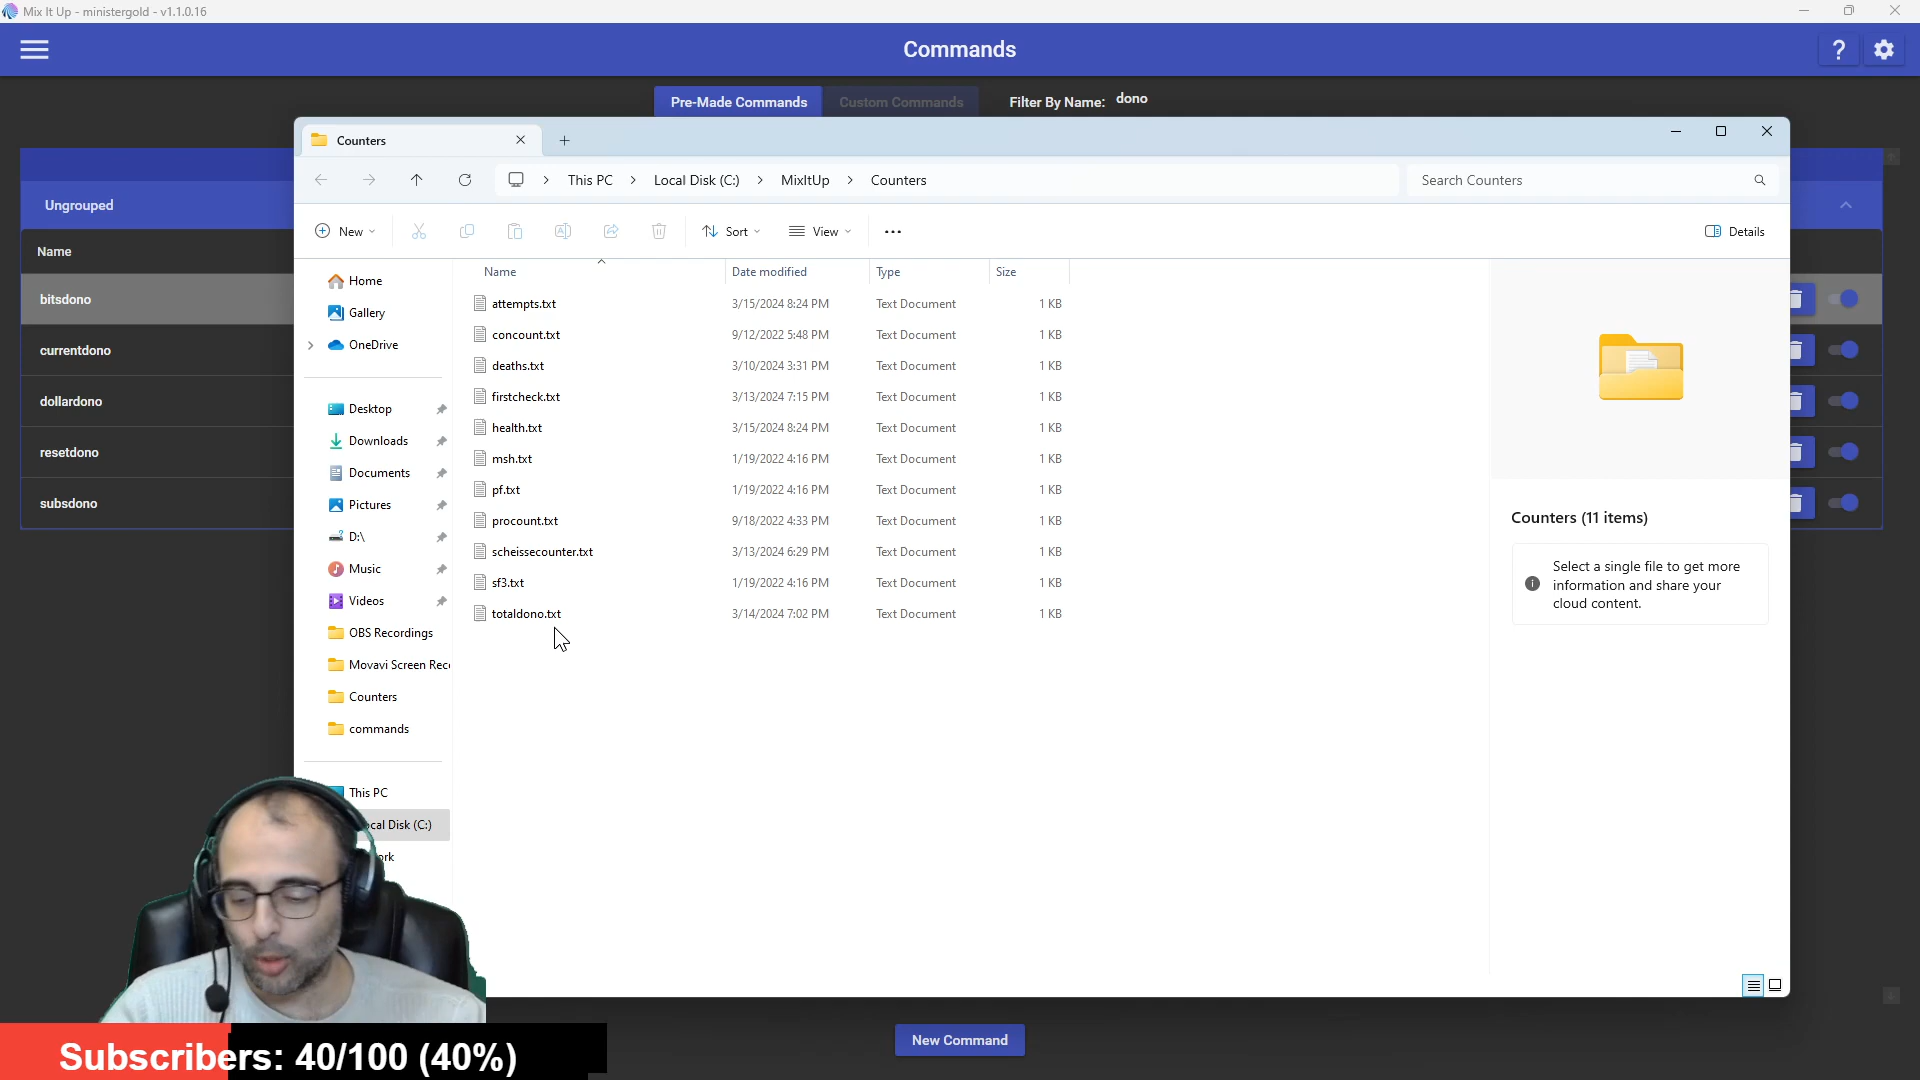 Mix It Up - ministergold - v1.1.0.16
Commands
?
Pre-Made Commands
Custom Commands
Filter By Name:
dono
Counters
This PC > Local Disk (C:) > MixItUp > Counters
Search Counters
New
Sort
View
Details
Ungrouped
Name
bitsdono
currentdono
dollardono
resetdono
subsdono
Home
Gallery
OneDrive
Desktop
Downloads
Documents
Pictures
D:\
Music
Videos
OBS Recordings
Movavi Screen Rec
Counters
commands
This PC
ocal Disk (C:)
ork
Name Date modified Type Size
attempts.txt 3/15/2024 8:24 PM Text Document 1 KB
concount.txt 9/12/2022 5:48 PM Text Document 1 KB
deaths.txt 3/10/2024 3:31 PM Text Document 1 KB
firstcheck.txt 3/13/2024 7:15 PM Text Document 1 KB
health.txt 3/15/2024 8:24 PM Text Document 1 KB
msh.txt 1/19/2022 4:16 PM Text Document 1 KB
pf.txt 1/19/2022 4:16 PM Text Document 1 KB
procount.txt 9/18/2022 4:33 PM Text Document 1 KB
scheissecounter.txt 3/13/2024 6:29 PM Text Document 1 KB
sf3.txt 1/19/2022 4:16 PM Text Document 1 KB
totaldono.txt 3/14/2024 7:02 PM Text Document 1 KB
Counters (11 items)
Select a single file to get more
information and share your
cloud content.
New Command
Subscribers: 40/100 (40%)